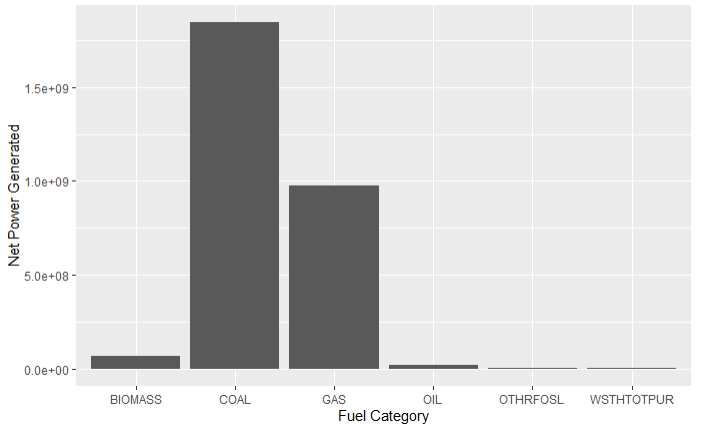 Net Power Generated
1.5e+09
1.0e+09
5.0e+08
0.0e+00
BIOMASS COAL GAS OIL OTHRFOSL WSTHTOTPUR
Fuel Category